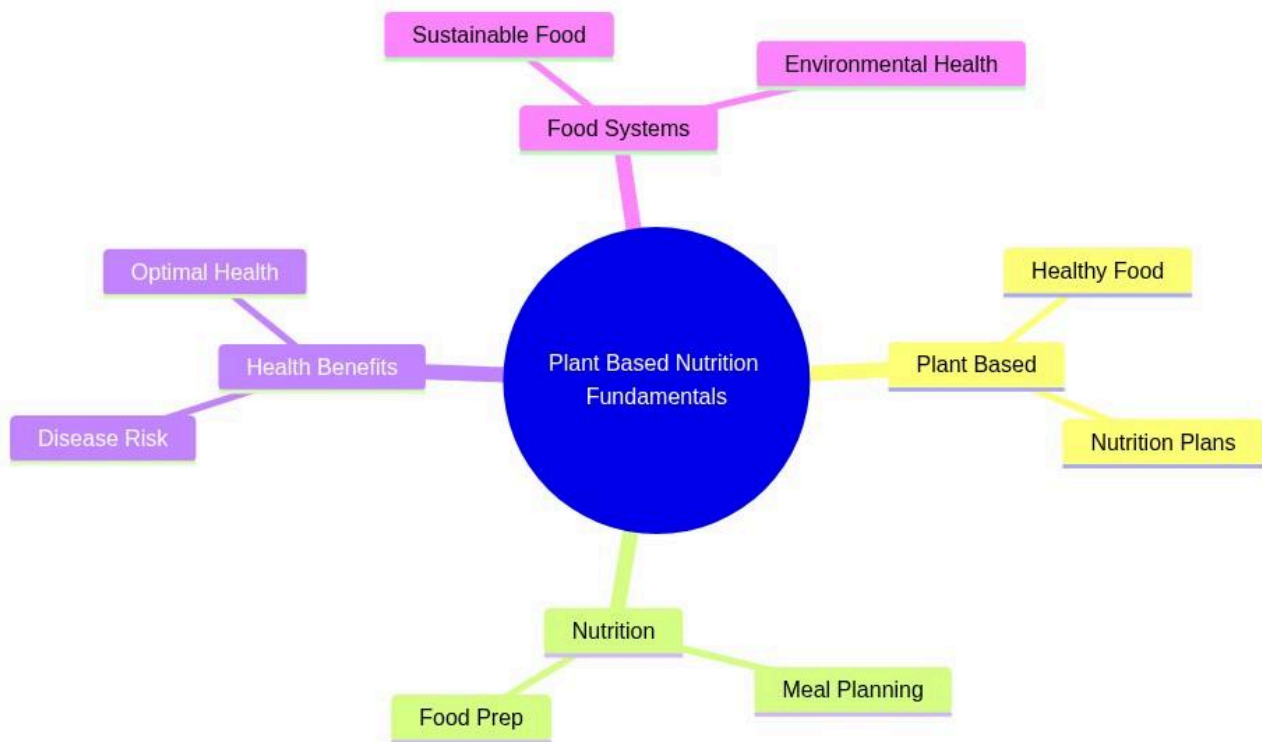 Sustainable Food
Environmental Health
Food Systems
Optimal Health
Healthy Food
Health Benefits
Plant Based Nutrition
Fundamentals
Plant Based
Disease Risk
Nutrition Plans
Nutrition
Meal Planning
Food Prep